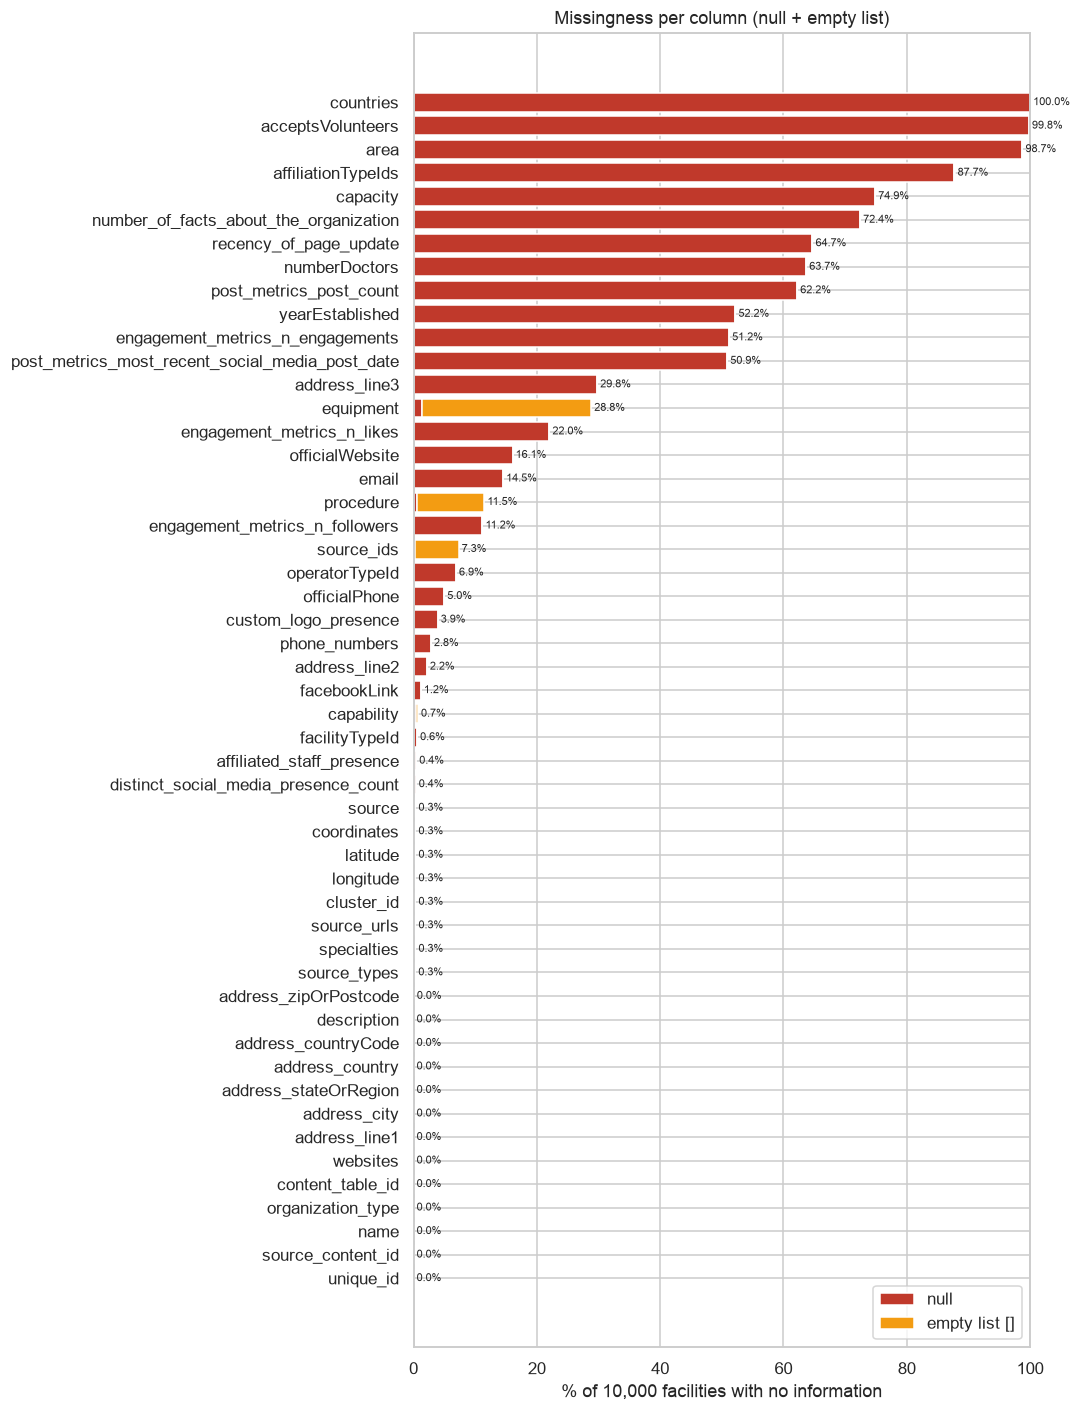 Missingness per column (null + empty list)
countries 100.0%
acceptsVolunteers 99.8%
area 98.7%
affiliationTypeIds 87.7%
capacity 74.9%
number_of_facts_about_the_organization 72.4%
recency_of_page_update 64.7%
numberDoctors 63.7%
post_metrics_post_count 62.2%
yearEstablished 52.2%
engagement_metrics_n_engagements 51.2%
post_metrics_most_recent_social_media_post_date 50.9%
address_line3 29.8%
equipment 28.8%
engagement_metrics_n_likes 22.0%
officialWebsite 16.1%
email 14.5%
procedure 11.5%
engagement_metrics_n_followers 11.2%
source_ids 7.3%
operatorTypeId 6.9%
officialPhone 5.0%
custom_logo_presence 3.9%
phone_numbers 2.8%
address_line2 2.2%
facebookLink 1.2%
capability 0.7%
facilityTypeId 0.6%
affiliated_staff_presence 0.4%
distinct_social_media_presence_count 0.4%
source 0.3%
coordinates 0.3%
latitude 0.3%
longitude 0.3%
cluster_id 0.3%
source_urls 0.3%
specialties 0.3%
source_types 0.3%
address_zipOrPostcode 0.0%
description 0.0%
address_countryCode 0.0%
address_country 0.0%
address_stateOrRegion 0.0%
address_city 0.0%
address_line1 0.0%
websites 0.0%
content_table_id 0.0%
organization_type 0.0%
name 0.0%
source_content_id 0.0%
unique_id 0.0%
null
empty list []
0 20 40 60 80 100
% of 10,000 facilities with no information